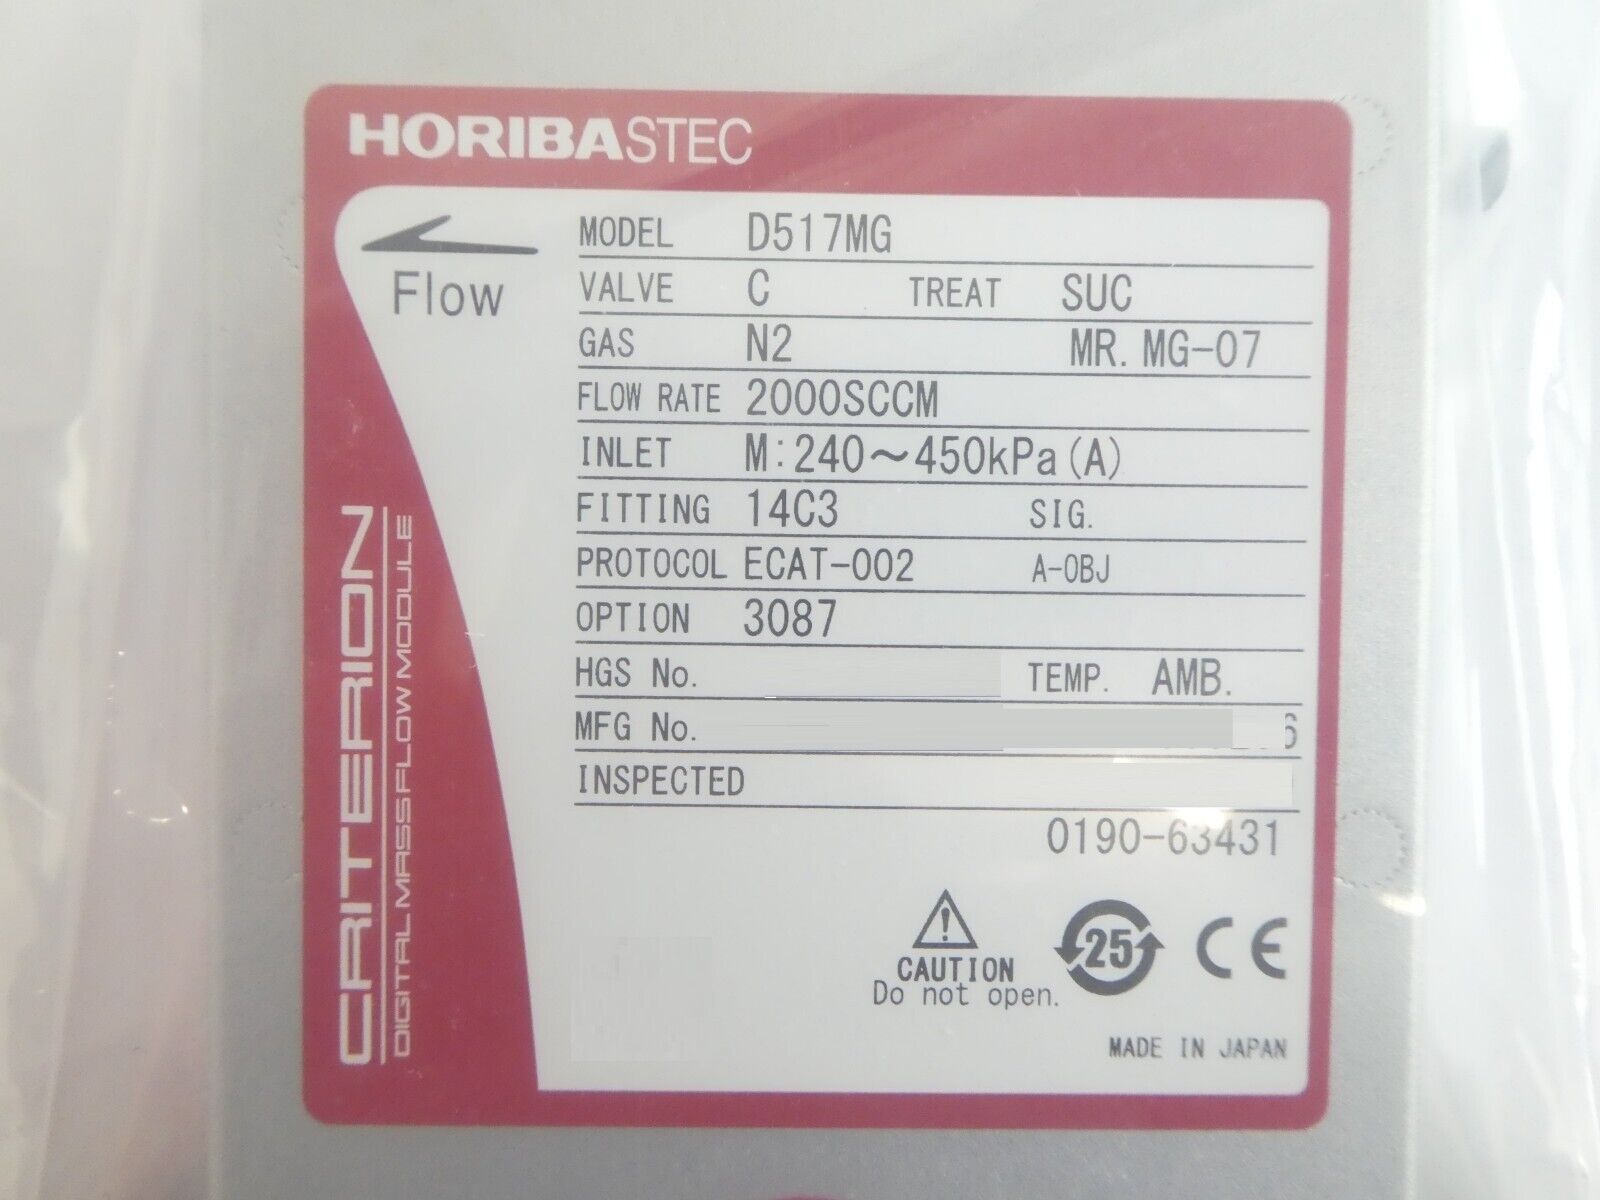 HORIBASTEC
Flow
MODEL D517MG
VALVE C TREAT SUC
GAS N2 MR. MG-07
FLOW RATE 2000SCCM
INLET M:240~450kPa(A)
FITTING 14C3 SIG.
PROTOCOL ECAT-002 A-OBJ
OPTION 3087
HGS No. TEMP. AMB.
MFG No. 6
INSPECTED
0190-63431
CRITERION
DIGITAL MASS FLOW MODULE
25 CE
CAUTION
Do not open.
MADE IN JAPAN